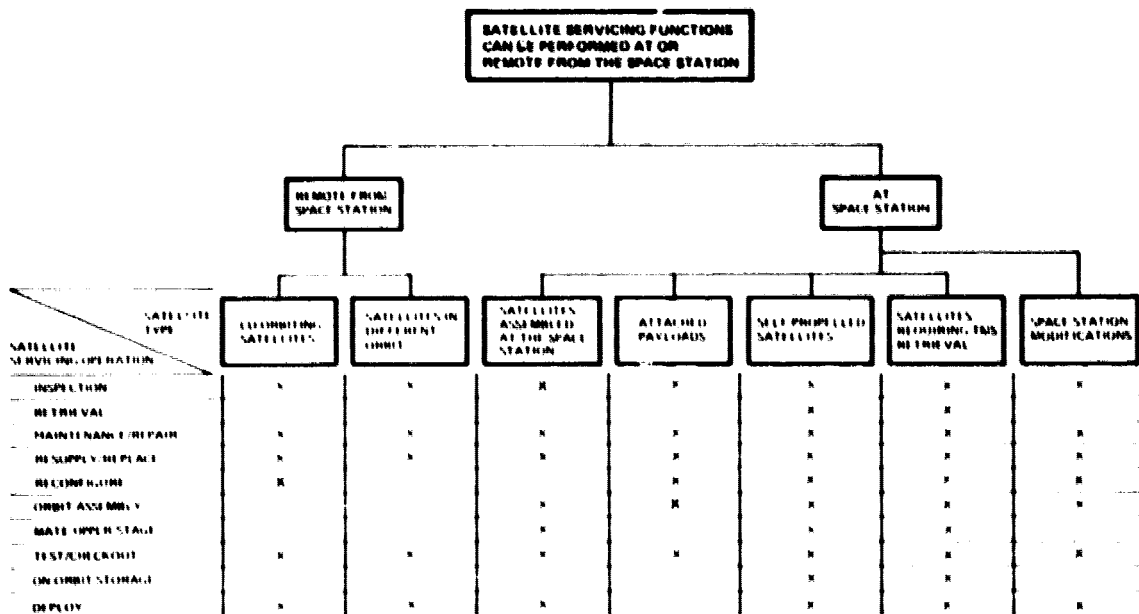 SATELLITE SERVICING FUNCTIONS
CAN BE PERFORMED AT OR
REMOTE FROM THE SPACE STATION
REMOTE FROM
SPACE STATION
AT
SPACE STATION
SATELLITE
TYPE
SATELLITE
SERVICING OPERATION
CO-ORBITING
SATELLITES
SATELLITES IN
DIFFERENT
ORBIT
SATELLITES
ASSEMBLED
AT THE SPACE
STATION
ATTACHED
PAYLOADS
SELF PROPELLED
SATELLITES
SATELLITES
REQUIRING TMS
RETRIEVAL
SPACE STATION
MODIFICATIONS
INSPECTION X X X X X X X
RETRIEVAL X X
MAINTENANCE/REPAIR X X X X X X X
RESUPPLY/REPLACE X X X X X X X
RECONFIGURE X X X X X
ORBIT ASSEMBLY X X X X X
MATE UPPER STAGE X X X
TEST/CHECKOUT X X X X X X X
ON ORBIT STORAGE X X
DEPLOY X X X X X X